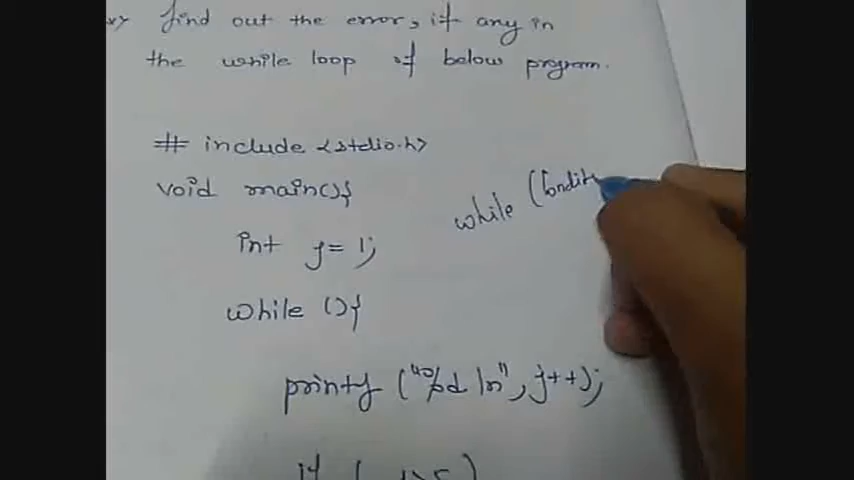 find out the error, if any in
the while loop of below program.
# include <stdio.h>
void main(){
while (Condit
int j= 1;
while (){
printf ("%d \n", j++);
if (